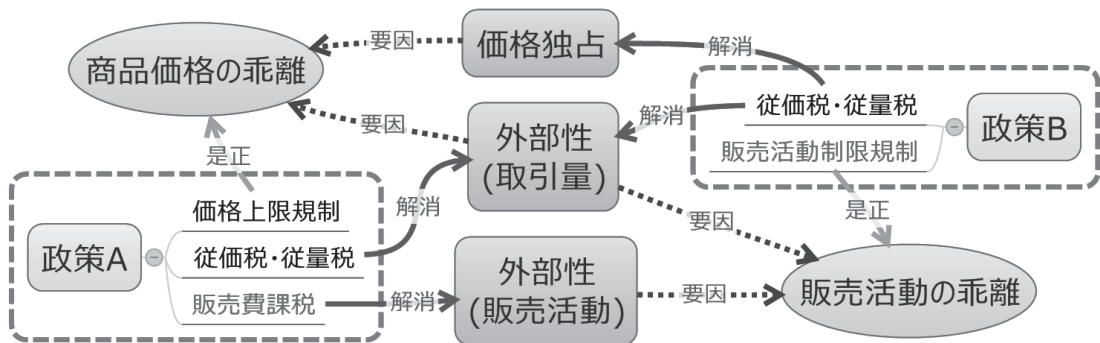 商品価格の乖離
要因
価格独占
解消
要因
外部性
(取引量)
解消
従価税・従量税
販売活動制限規制
政策B
是正
政策A
価格上限規制
従価税・従量税
販売費課税
解消
解消
外部性
(販売活動)
要因
要因
是正
販売活動の乖離